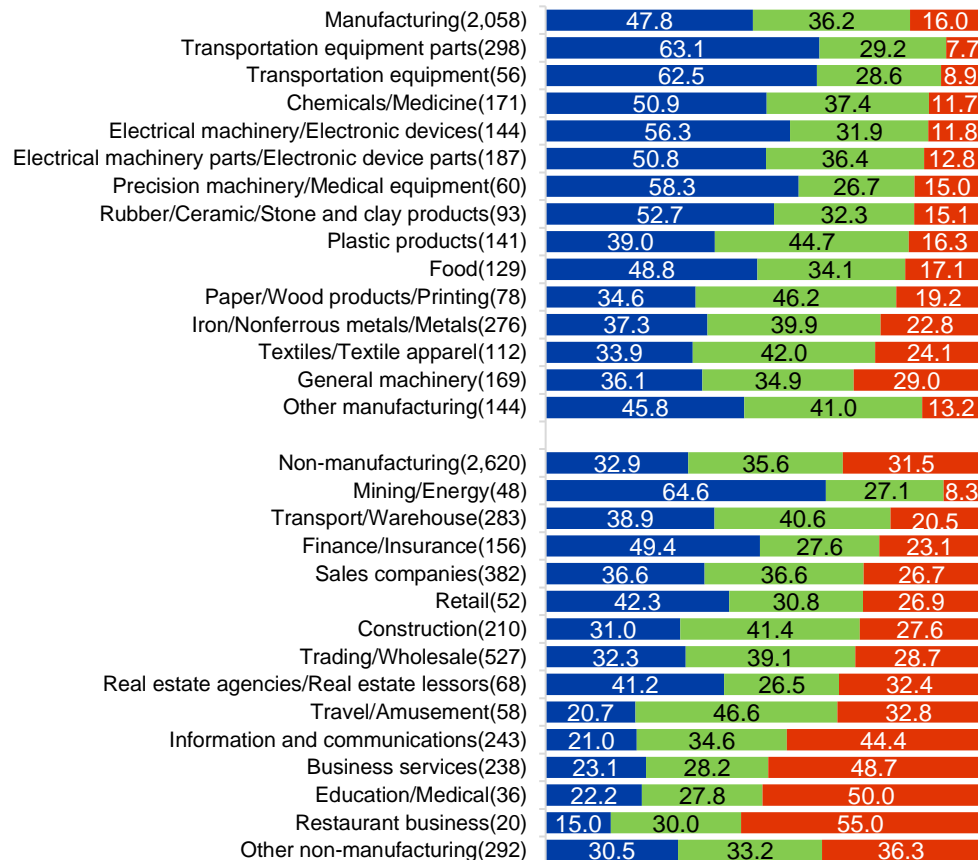 Manufacturing(2,058) 47.8 36.2 16.0
Transportation equipment parts(298) 63.1 29.2 7.7
Transportation equipment(56) 62.5 28.6 8.9
Chemicals/Medicine(171) 50.9 37.4 11.7
Electrical machinery/Electronic devices(144) 56.3 31.9 11.8
Electrical machinery parts/Electronic device parts(187) 50.8 36.4 12.8
Precision machinery/Medical equipment(60) 58.3 26.7 15.0
Rubber/Ceramic/Stone and clay products(93) 52.7 32.3 15.1
Plastic products(141) 39.0 44.7 16.3
Food(129) 48.8 34.1 17.1
Paper/Wood products/Printing(78) 34.6 46.2 19.2
Iron/Nonferrous metals/Metals(276) 37.3 39.9 22.8
Textiles/Textile apparel(112) 33.9 42.0 24.1
General machinery(169) 36.1 34.9 29.0
Other manufacturing(144) 45.8 41.0 13.2
Non-manufacturing(2,620) 32.9 35.6 31.5
Mining/Energy(48) 64.6 27.1 8.3
Transport/Warehouse(283) 38.9 40.6 20.5
Finance/Insurance(156) 49.4 27.6 23.1
Sales companies(382) 36.6 36.6 26.7
Retail(52) 42.3 30.8 26.9
Construction(210) 31.0 41.4 27.6
Trading/Wholesale(527) 32.3 39.1 28.7
Real estate agencies/Real estate lessors(68) 41.2 26.5 32.4
Travel/Amusement(58) 20.7 46.6 32.8
Information and communications(243) 21.0 34.6 44.4
Business services(238) 23.1 28.2 48.7
Education/Medical(36) 22.2 27.8 50.0
Restaurant business(20) 15.0 30.0 55.0
Other non-manufacturing(292) 30.5 33.2 36.3